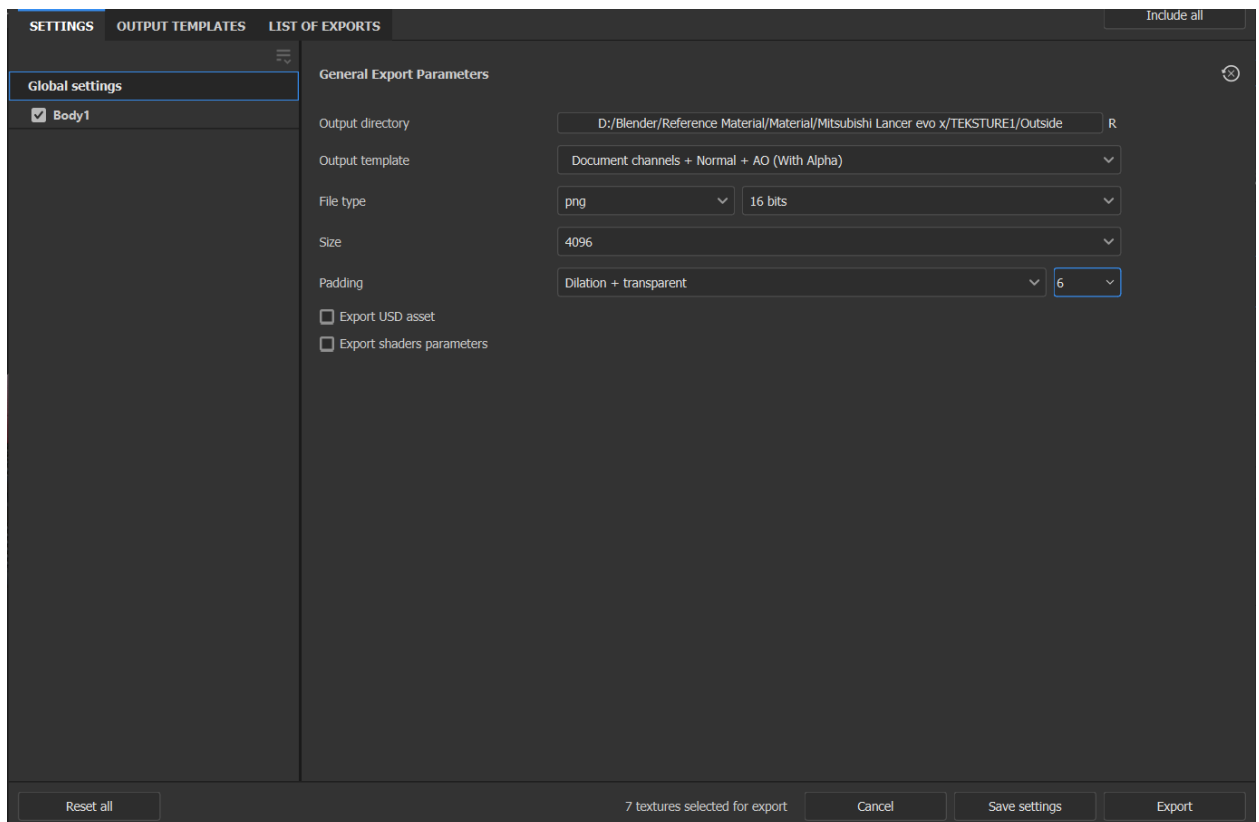 SETTINGS OUTPUT TEMPLATES LIST OF EXPORTS Include all
Global settings
Body1
General Export Parameters
Output directory D:/Blender/Reference Material/Material/Mitsubishi Lancer evo x/TEKSTURE1/Outside R
Output template Document channels + Normal + AO (With Alpha)
File type png 16 bits
Size 4096
Padding Dilation + transparent 6
Export USD asset
Export shaders parameters
Reset all 7 textures selected for export Cancel Save settings Export